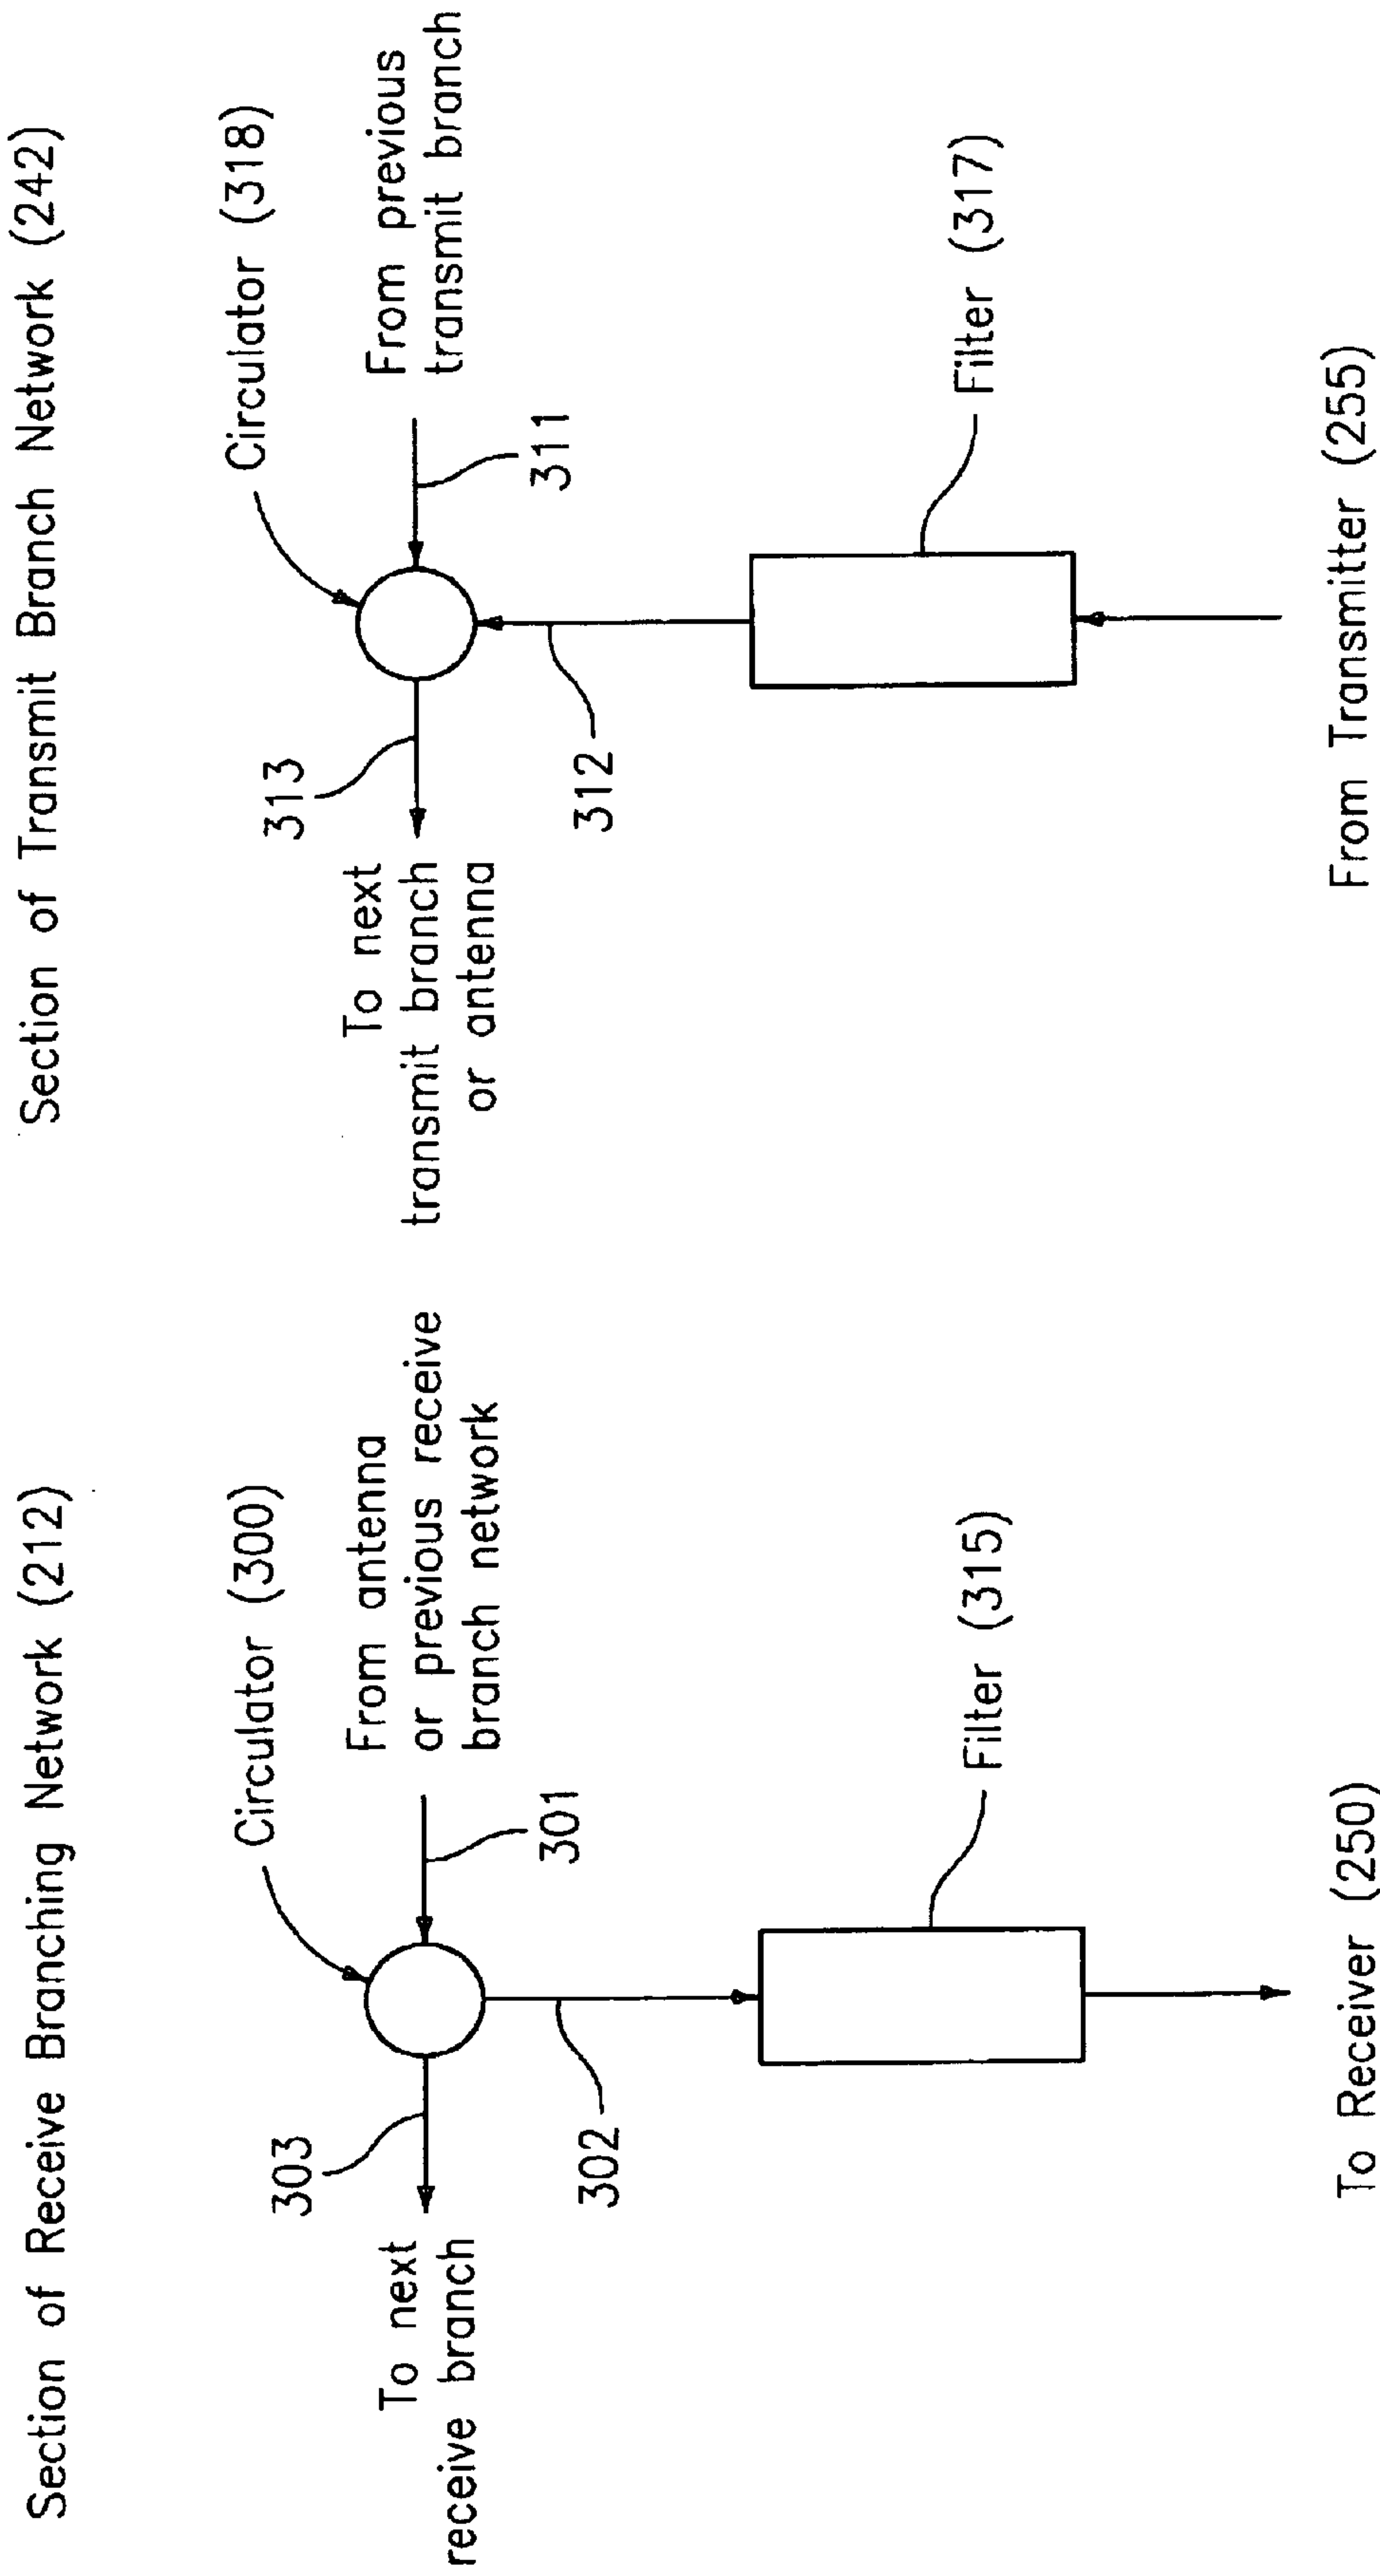 Section of Receive Branching Network (212)
Circulator (300)
From antenna
or previous receive
branch network
301
303
To next
receive branch
302
Filter (315)
To Receiver (250)
Section of Transmit Branch Network (242)
Circulator (318)
From previous
transmit branch
311
313
To next
transmit branch
or antenna
312
Filter (317)
From Transmitter (255)